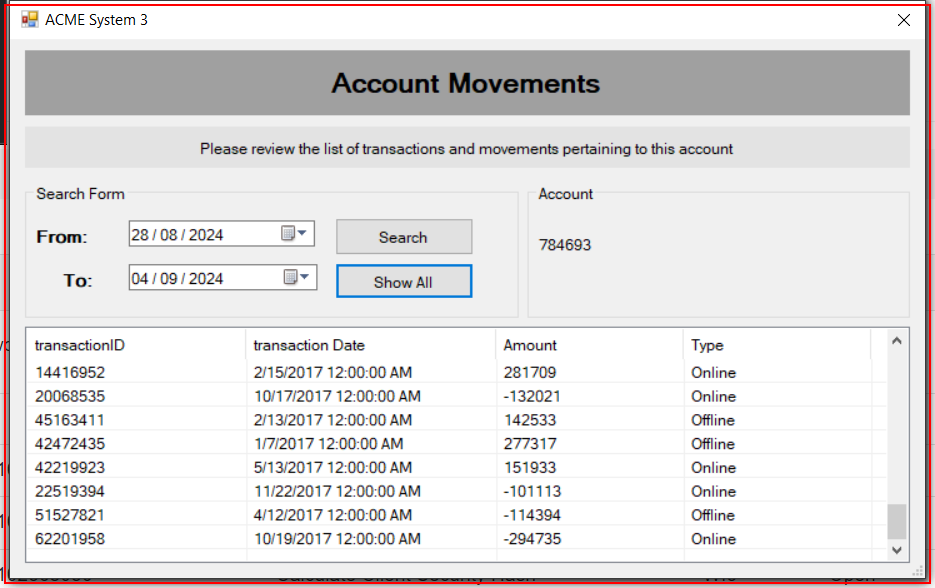 ACME System 3
Account Movements
Please review the list of transactions and movements pertaining to this account
Search Form
From: 28 / 08 / 2024 Search
To: 04 / 09 / 2024 Show All
Account
784693
transactionID transaction Date Amount Type
14416952 2/15/2017 12:00:00 AM 281709 Online
20068535 10/17/2017 12:00:00 AM -132021 Online
45163411 2/13/2017 12:00:00 AM 142533 Offline
42472435 1/7/2017 12:00:00 AM 277317 Offline
42219923 5/13/2017 12:00:00 AM 151933 Online
22519394 11/22/2017 12:00:00 AM -101113 Online
51527821 4/12/2017 12:00:00 AM -114394 Offline
62201958 10/19/2017 12:00:00 AM -294735 Online